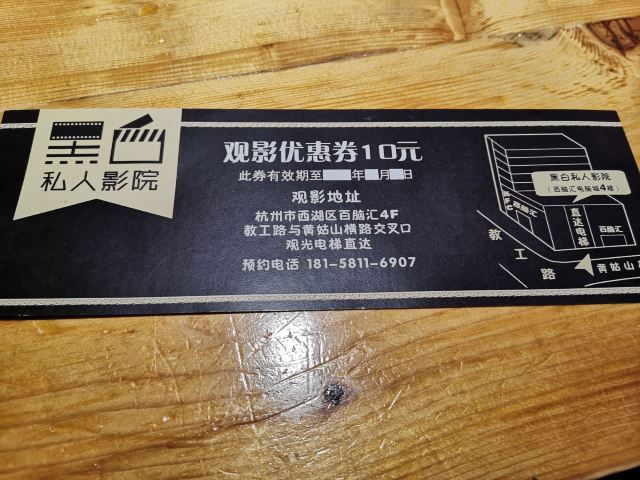 黑白
私人影院
观影优惠券10元
此券有效期至 年 月 日
观影地址
杭州市西湖区百脑汇4F
教工路与黄姑山横路交叉口
观光电梯直达
预约电话 181-5811-6907
黑白私人影院
(百脑汇电脑城4楼)
直达电梯
百脑汇
教工路
黄姑山